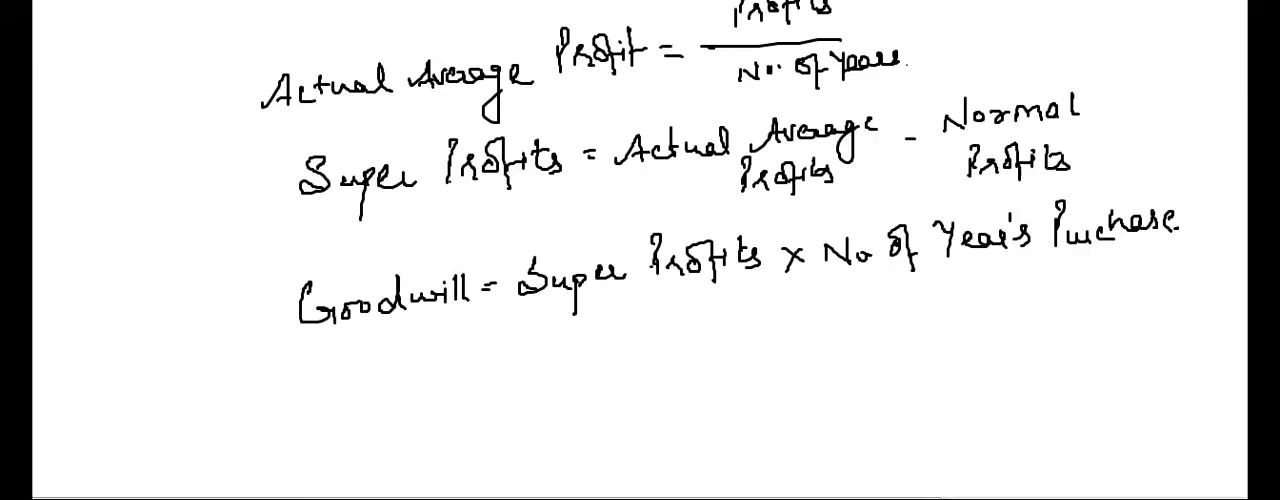 Profits
Actual Average Profit = 
No. of Years.
Super Profits = Actual Average Profits - Normal Profits
Goodwill = Super Profits x No of Year's Purchase.